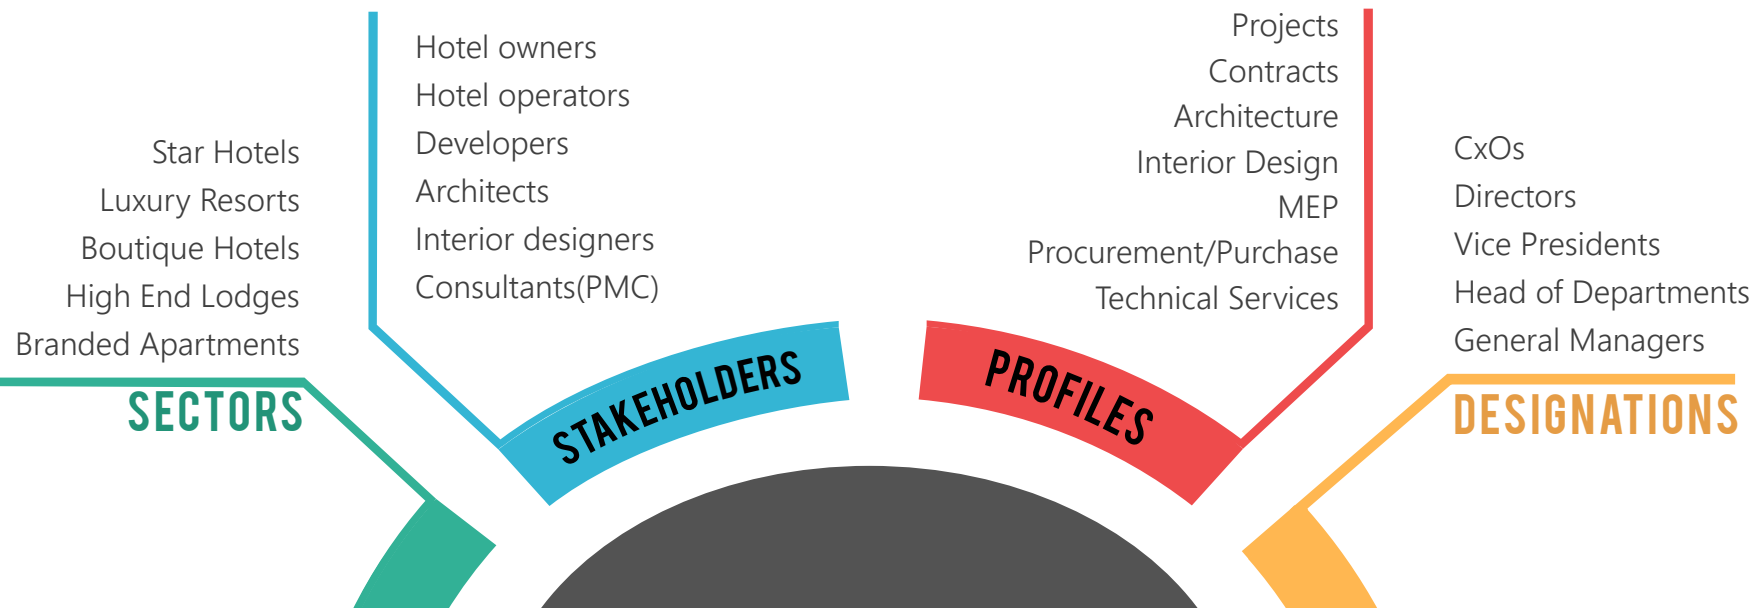 Star Hotels
Luxury Resorts
Boutique Hotels
High End Lodges
Branded Apartments
SECTORS
Hotel owners
Hotel operators
Developers
Architects
Interior designers
Consultants(PMC)
STAKEHOLDERS
Projects
Contracts
Architecture
Interior Design
MEP
Procurement/Purchase
Technical Services
PROFILES
CxOs
Directors
Vice Presidents
Head of Departments
General Managers
DESIGNATIONS